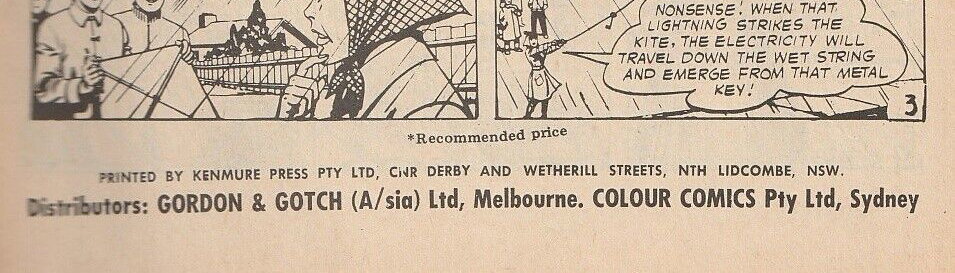 NONSENSE! WHEN THAT
LIGHTNING STRIKES THE
KITE, THE ELECTRICITY WILL
TRAVEL DOWN THE WET STRING
AND EMERGE FROM THAT METAL
KEY!
3
*Recommended price
PRINTED BY KENMURE PRESS PTY LTD, CNR DERBY AND WETHERILL STREETS, NTH LIDCOMBE, NSW.
Distributors: GORDON & GOTCH (A/sia) Ltd, Melbourne. COLOUR COMICS Pty Ltd, Sydney